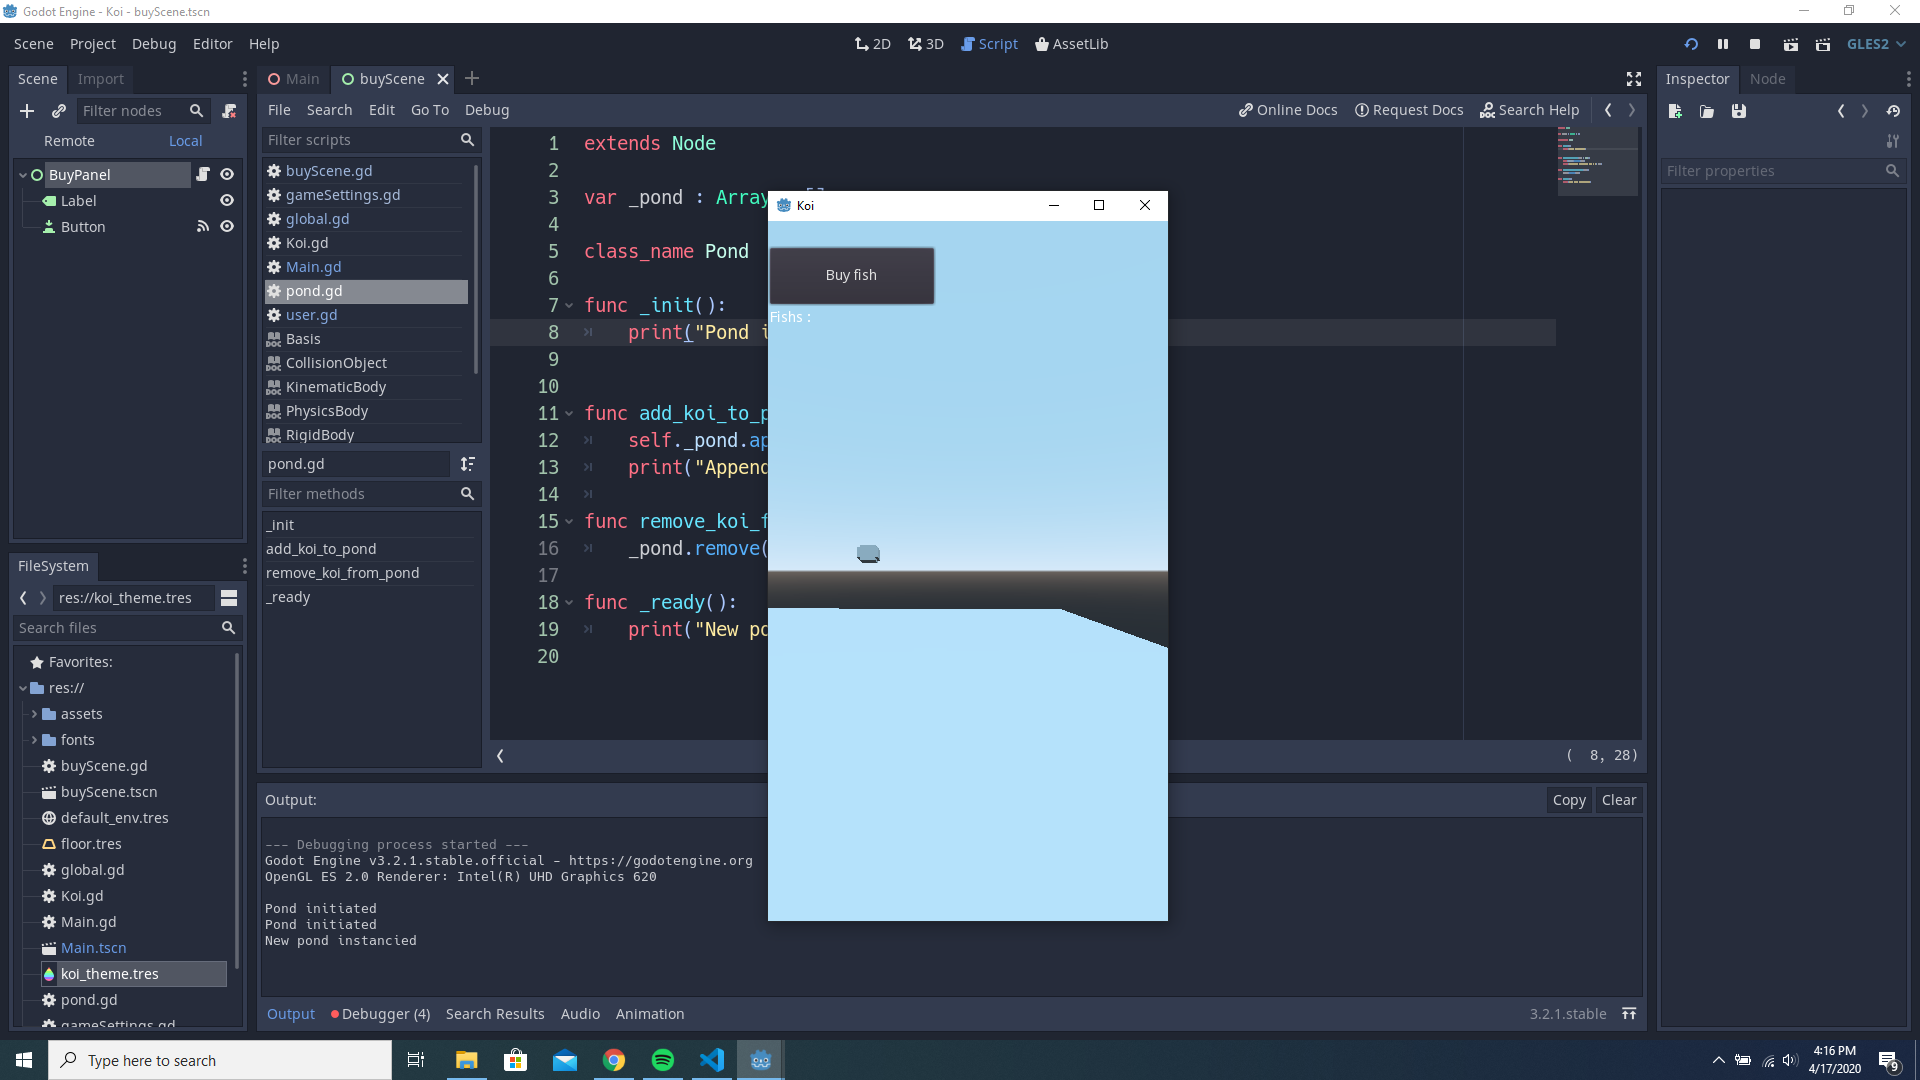 Godot Engine - Koi - buyScene.tscn
Scene Project Debug Editor Help
2D 3D Script AssetLib
GLES2
Scene Import
Filter nodes
Remote Local
BuyPanel
Label
Button
FileSystem
res://koi_theme.tres
Search files
Favorites:
res://
assets
fonts
buyScene.gd
buyScene.tscn
default_env.tres
floor.tres
global.gd
Koi.gd
Main.gd
Main.tscn
koi_theme.tres
pond.gd
gameSettings.gd
Main buyScene
File Search Edit Go To Debug
Online Docs Request Docs Search Help
Filter scripts
buyScene.gd
gameSettings.gd
global.gd
Koi.gd
Main.gd
pond.gd
user.gd
Basis
CollisionObject
KinematicBody
PhysicsBody
RigidBody
pond.gd
Filter methods
_init
add_koi_to_pond
remove_koi_from_pond
_ready
1 extends Node
2
3 var _pond : Array
4
5 class_name Pond
6
7 func _init():
8 print("Pond i
9
10
11 func add_koi_to_p
12 self._pond.ap
13 print("Append
14
15 func remove_koi_f
16 _pond.remove(
17
18 func _ready():
19 print("New po
20
( 8, 28)
Koi
Buy fish
Fishs :
Output:
Copy Clear
--- Debugging process started ---
Godot Engine v3.2.1.stable.official - https://godotengine.org
OpenGL ES 2.0 Renderer: Intel(R) UHD Graphics 620
Pond initiated
Pond initiated
New pond instancied
Output Debugger (4) Search Results Audio Animation
3.2.1.stable
Inspector Node
Filter properties
Type here to search
4:16 PM
4/17/2020
9